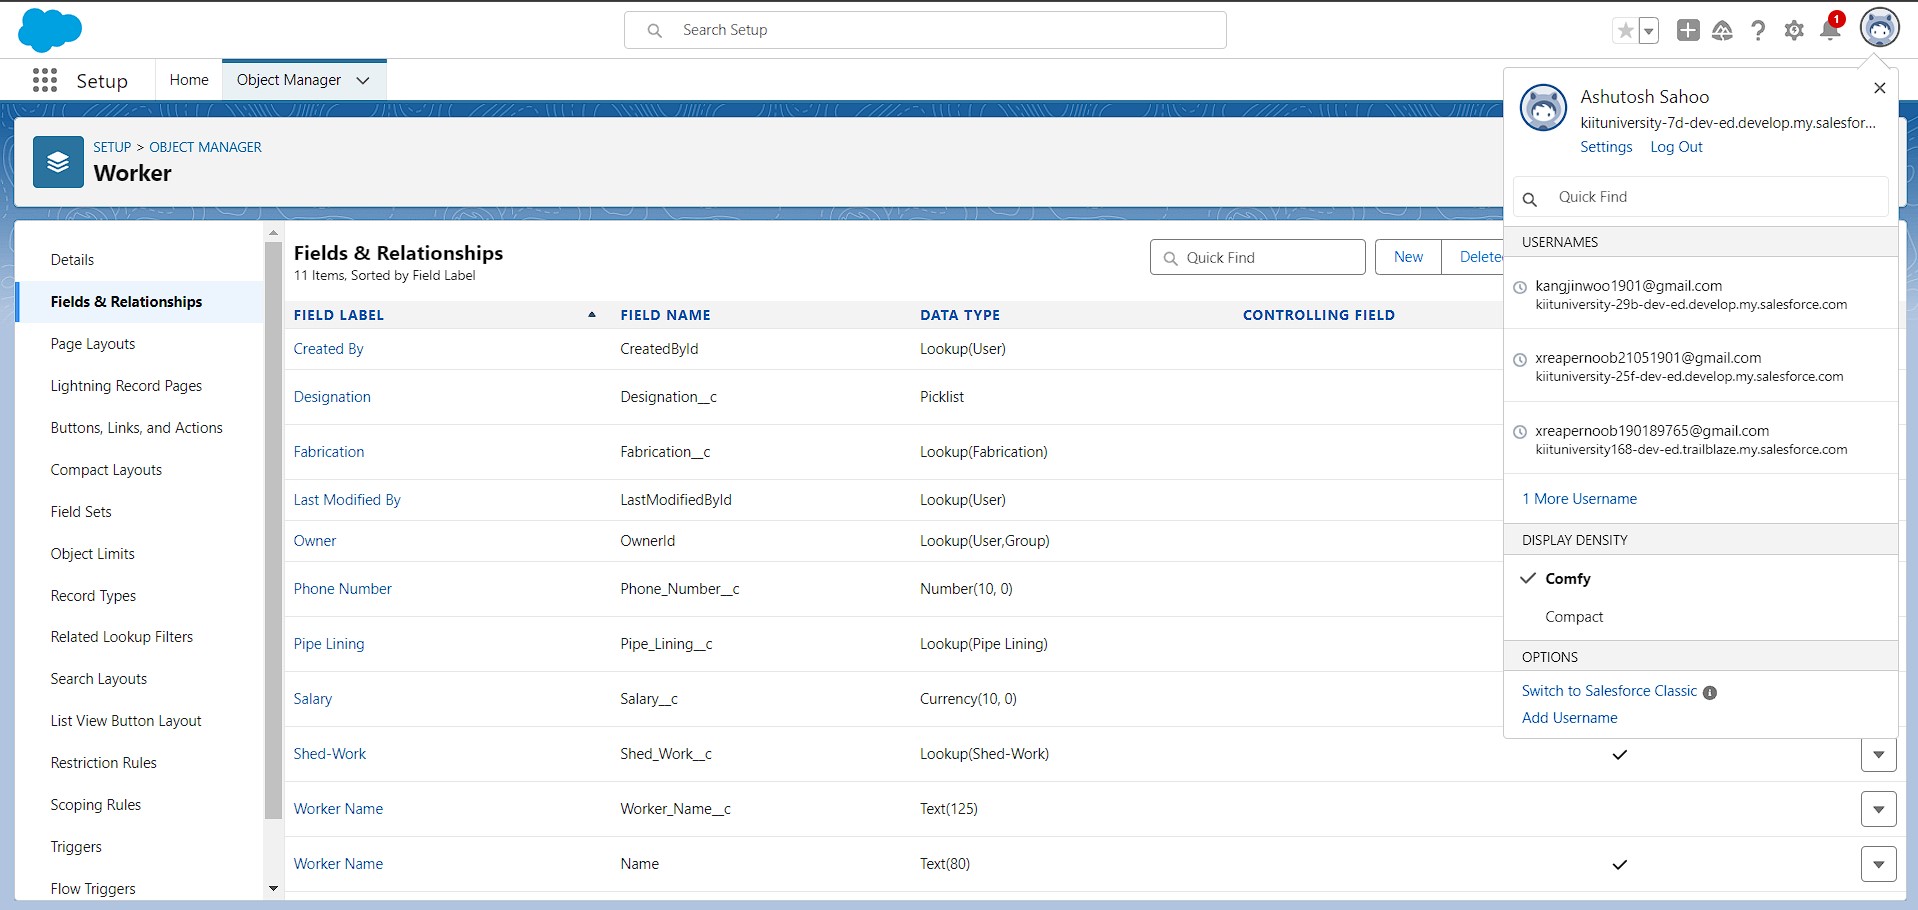 Search Setup
1
Setup
Home
Object Manager
SETUP > OBJECT MANAGER
Worker
Ashutosh Sahoo
kiituniversity-7d-dev-ed.develop.my.salesfor...
Settings Log Out
Quick Find
USERNAMES
kangjinwoo1901@gmail.com
kiituniversity-29b-dev-ed.develop.my.salesforce.com
xreapernoob21051901@gmail.com
kiituniversity-25f-dev-ed.develop.my.salesforce.com
xreapernoob190189765@gmail.com
kiituniversity168-dev-ed.trailblaze.my.salesforce.com
1 More Username
DISPLAY DENSITY
Comfy
Compact
OPTIONS
Switch to Salesforce Classic
Add Username
Details
Fields & Relationships
Page Layouts
Lightning Record Pages
Buttons, Links, and Actions
Compact Layouts
Field Sets
Object Limits
Record Types
Related Lookup Filters
Search Layouts
List View Button Layout
Restriction Rules
Scoping Rules
Triggers
Flow Triggers
Fields & Relationships
11 Items, Sorted by Field Label
Quick Find
New
Delete
FIELD LABEL FIELD NAME DATA TYPE CONTROLLING FIELD
Created By CreatedById Lookup(User)
Designation Designation__c Picklist
Fabrication Fabrication__c Lookup(Fabrication)
Last Modified By LastModifiedById Lookup(User)
Owner OwnerId Lookup(User,Group)
Phone Number Phone_Number__c Number(10, 0)
Pipe Lining Pipe_Lining__c Lookup(Pipe Lining)
Salary Salary__c Currency(10, 0)
Shed-Work Shed_Work__c Lookup(Shed-Work)
Worker Name Worker_Name__c Text(125)
Worker Name Name Text(80)